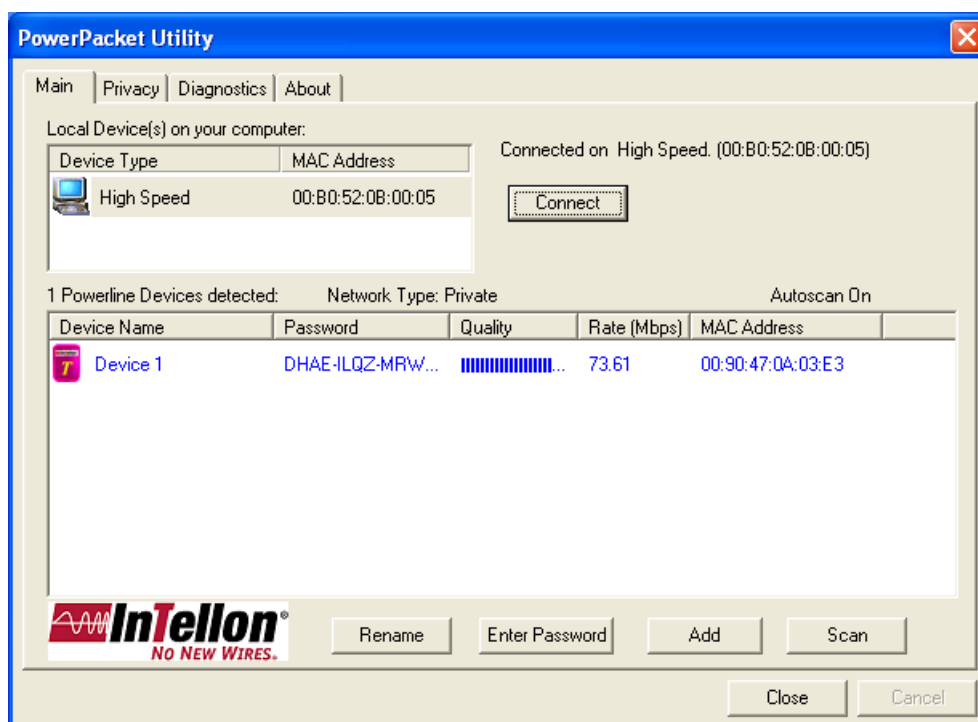 PowerPacket Utility
Main Privacy Diagnostics About
Local Device(s) on your computer:
Device Type MAC Address
High Speed 00:B0:52:0B:00:05
Connected on High Speed. (00:B0:52:0B:00:05)
Connect
1 Powerline Devices detected: Network Type: Private Autoscan On
Device Name Password Quality Rate (Mbps) MAC Address
T Device 1 DHAE-ILQZ-MRW... ... 73.61 00:90:47:0A:03:E3
InTellon®
NO NEW WIRES.
Rename Enter Password Add Scan
Close Cancel